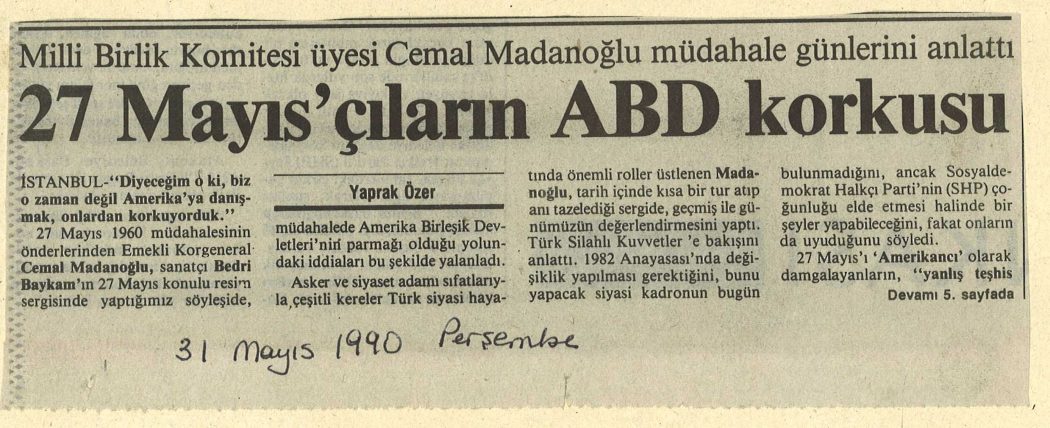 Milli Birlik Komitesi üyesi Cemal Madanoğlu müdahale günlerini anlattı
27 Mayıs'çıların ABD korkusu
İSTANBUL-“Diyeceğim o ki, biz
o zaman değil Amerika'ya danış-
mak, onlardan korkuyorduk.”
27 Mayıs 1960 müdahalesinin
önderlerinden Emekli Korgeneral
Cemal Madanoğlu, sanatçı Bedri
Baykam'ın 27 Mayıs konulu resim
sergisinde yaptığımız söyleşide,
Yaprak Özer
müdahalede Amerika Birleşik Dev-
letleri'nin parmağı olduğu yolun-
daki iddiaları bu şekilde yalanladı.
Asker ve siyaset adamı sıfatlarıy-
la çeşitli kereler Türk siyasi haya-
tında önemli roller üstlenen Mada-
noğlu, tarih içinde kısa bir tur atıp
anı tazelediği sergide, geçmiş ile gü-
nümüzün değerlendirmesini yaptı.
Türk Silahlı Kuvvetler 'e bakışını
anlattı. 1982 Anayasası'nda deği-
şiklik yapılması gerektiğini, bunu
yapacak siyasi kadronun bugün
bulunmadığını, ancak Sosyalde-
mokrat Halkçı Parti'nin (SHP) ço-
ğunluğu elde etmesi halinde bir
şeyler yapabileceğini, fakat onların
da uyuduğunu söyledi.
27 Mayıs'ı ‘Amerikancı’ olarak
damgalayanların, “yanlış teşhis
Devamı 5. sayfada
31 Mayıs 1990 Perşembe